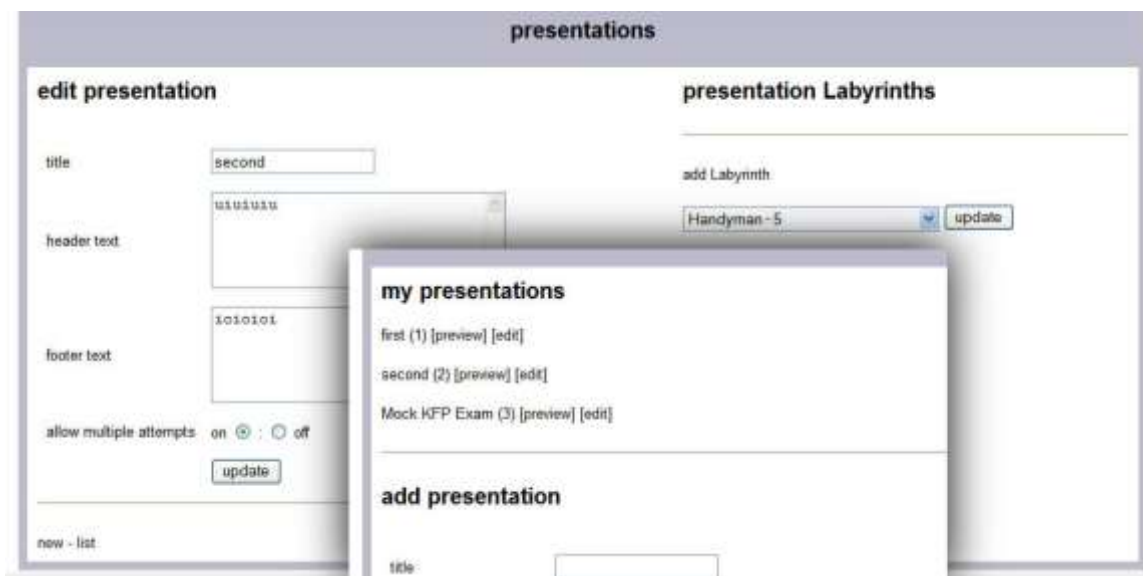 presentations
edit presentation
title
second
header text
uiuiuiu
footer text
ioioioi
allow multiple attempts on : off
update
new - list
presentation Labyrinths
add Labyrinth
Handyman - 5
update
my presentations
first (1) [preview] [edit]
second (2) [preview] [edit]
Mock KFP Exam (3) [preview] [edit]
add presentation
title